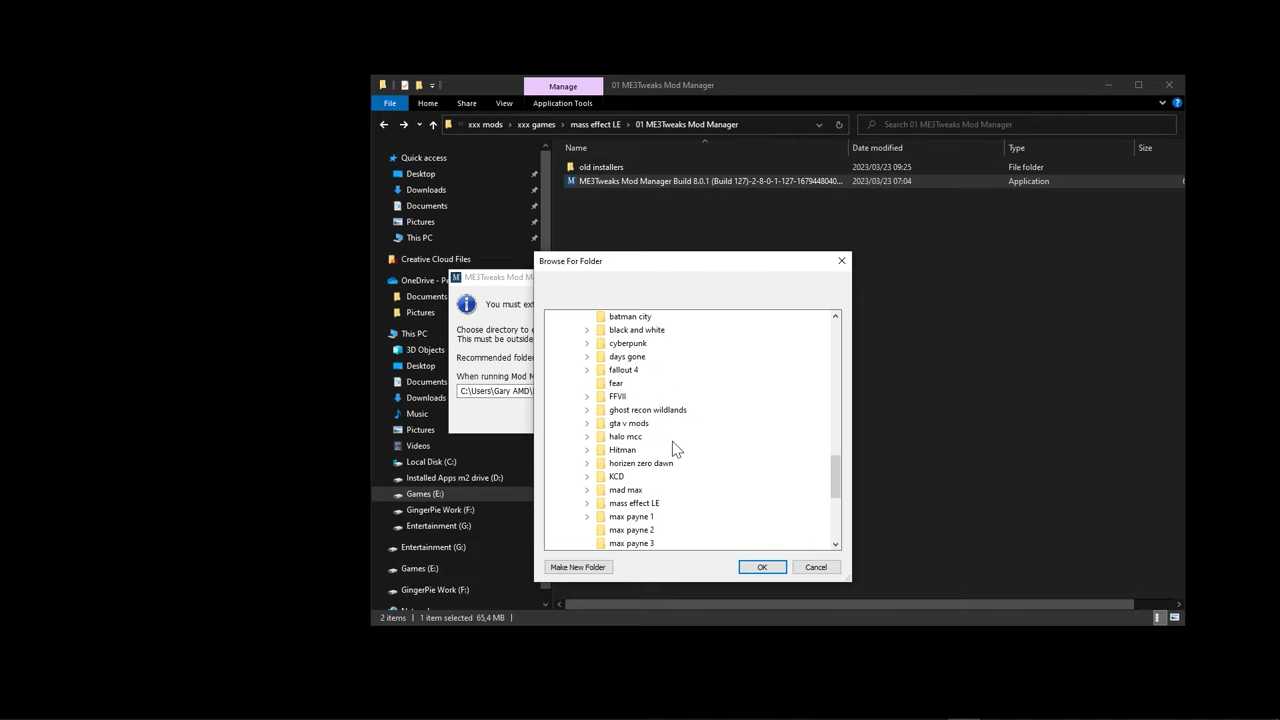 Manage
01 ME3Tweaks Mod Manager
File
Home
Share
View
Application Tools
xxx mods
xxx games
mass effect LE
01 ME3Tweaks Mod Manager
Search 01 ME3Tweaks Mod Manager
Name
Date modified
Type
Size
Quick access
Desktop
Downloads
Documents
Pictures
This PC
Creative Cloud Files
OneDrive - Pe
Documents
Pictures
This PC
3D Objects
Desktop
Documents
Downloads
Music
Pictures
Videos
Local Disk (C:)
Installed Apps m2 drive (D:)
Games (E:)
GingerPie Work (F:)
Entertainment (G:)
Entertainment (G:)
Games (E:)
GingerPie Work (F:)
old installers
2023/03/23 09:25
File folder
ME3Tweaks Mod Manager Build 8.0.1 (Build 127)-2-8-0-1-127-1679448040...
2023/03/23 07:04
Application
6
ME3Tweaks Mod M
You must ext
Choose directory to e
This must be outside
Recommended folder
When running Mod M
C:\Users\Gary AMD\
Browse For Folder
batman city
black and white
cyberpunk
days gone
fallout 4
fear
FFVII
ghost recon wildlands
gta v mods
halo mcc
Hitman
horizen zero dawn
KCD
mad max
mass effect LE
max payne 1
max payne 2
max payne 3
Make New Folder
OK
Cancel
2 items
1 item selected 65,4 MB